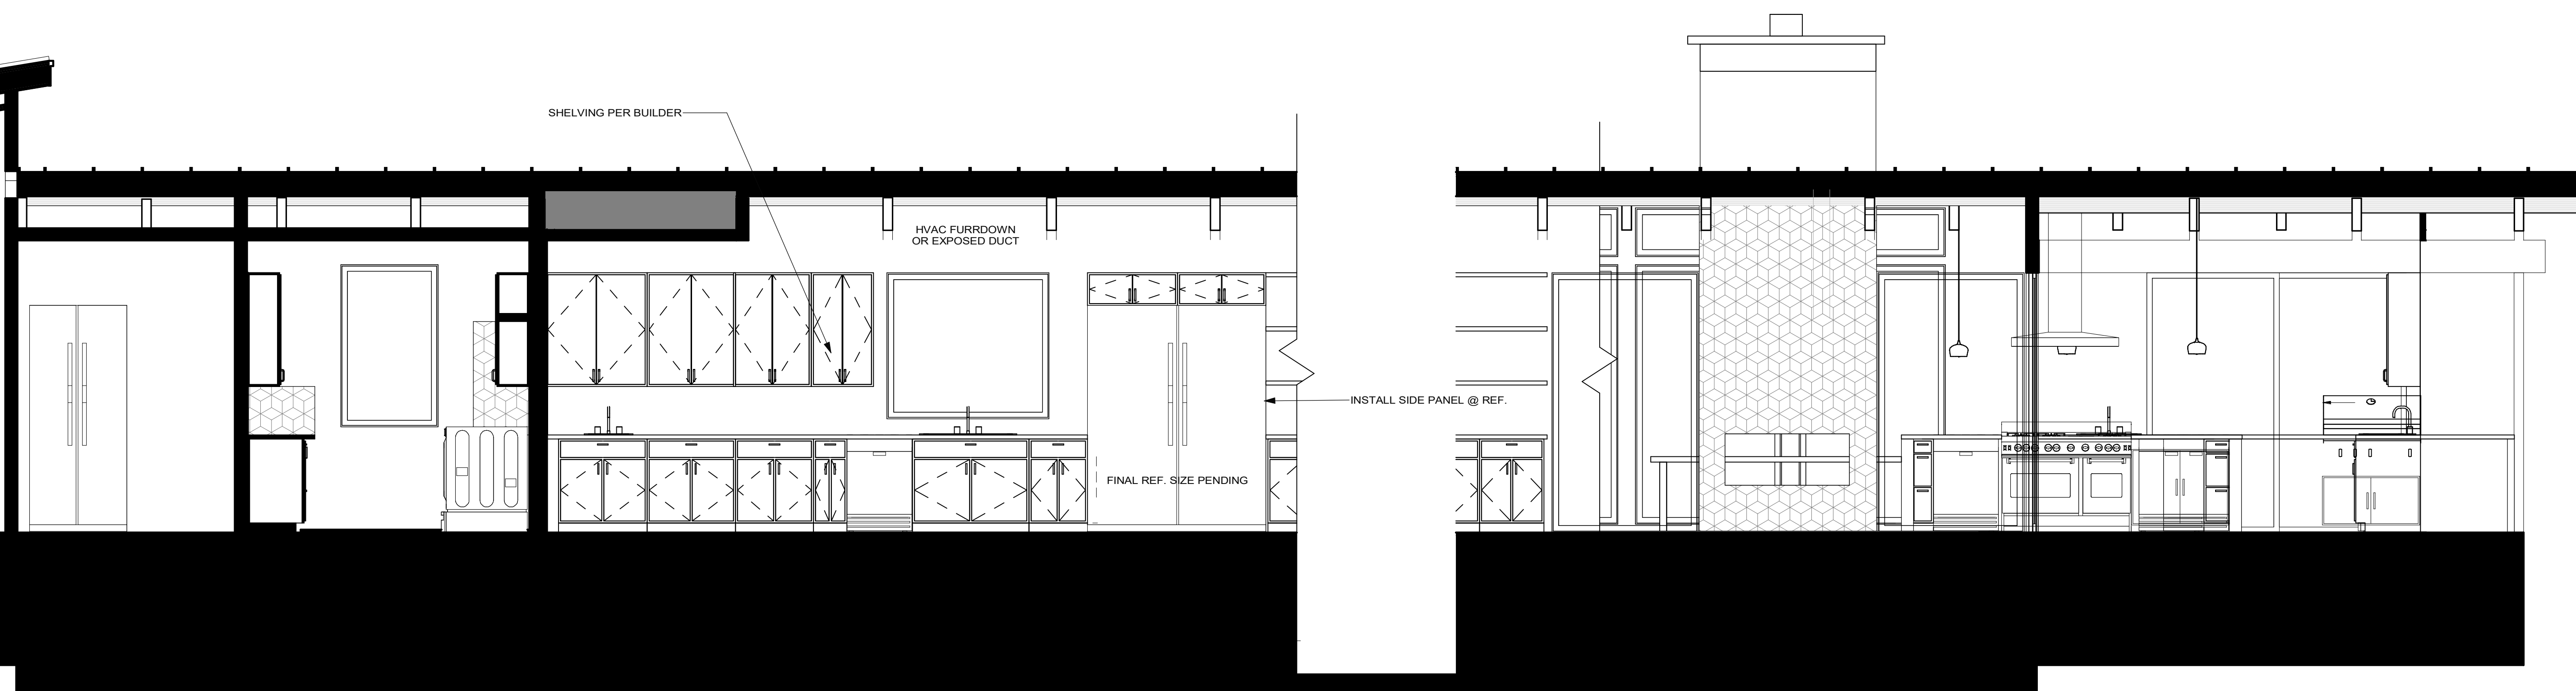 SHELVING PER BUILDER
HVAC FURRDOWN
OR EXPOSED DUCT
INSTALL SIDE PANEL @ REF.
FINAL REF. SIZE PENDING